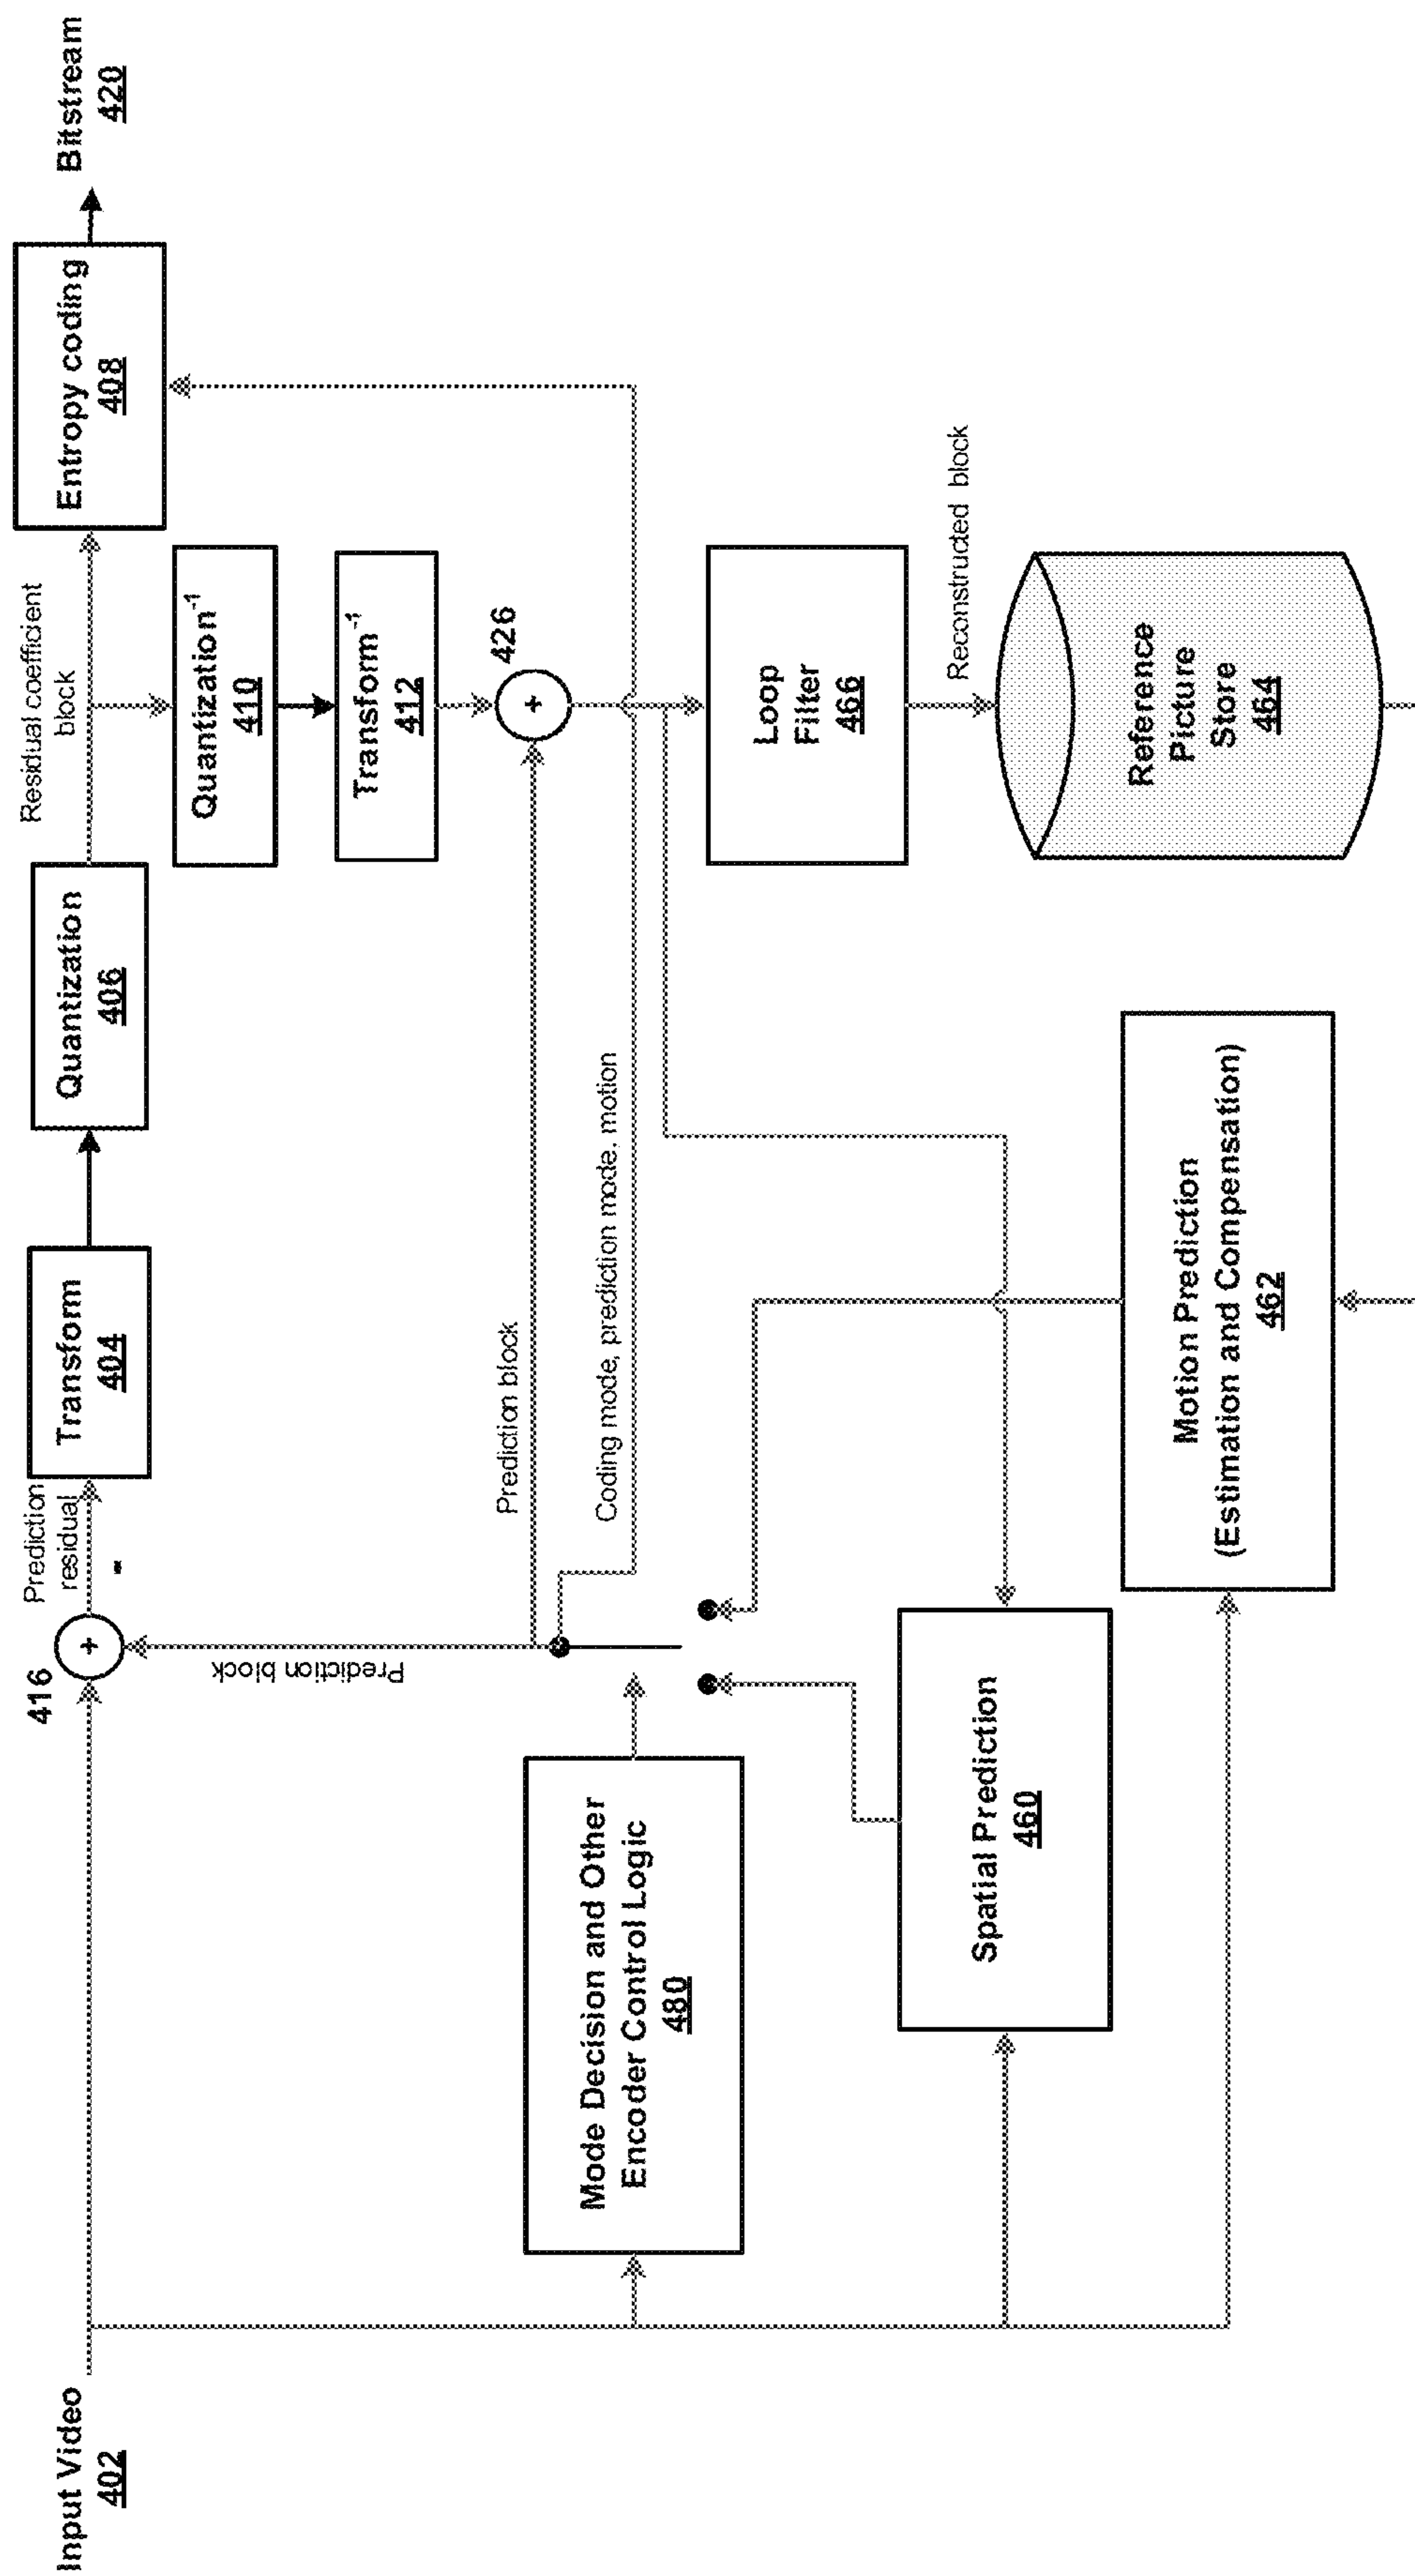 Input Video
402
416
+
-
Prediction
residual
Transform
404
Quantization
406
Residual coefficient
block
Entropy coding
408
Bitstream
420
Quantization-1
410
Transform-1
412
426
+
Prediction block
Prediction block
Coding mode, prediction mode, motion
Mode Decision and Other
Encoder Control Logic
480
Spatial Prediction
460
Motion Prediction
(Estimation and Compensation)
462
Loop
Filter
466
Reconstructed block
Reference
Picture
Store
464